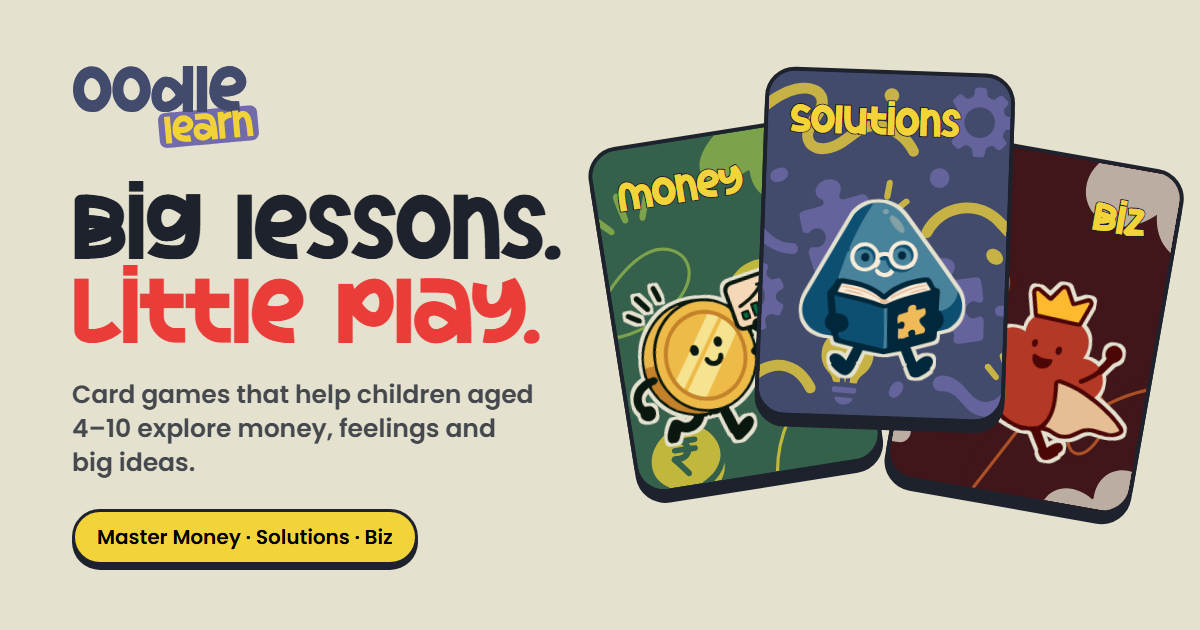 oodle
learn
Big lessons.
Little play.
Card games that help children aged
4–10 explore money, feelings and
big ideas.
Master Money · Solutions · Biz
money
solutions
Biz
₹